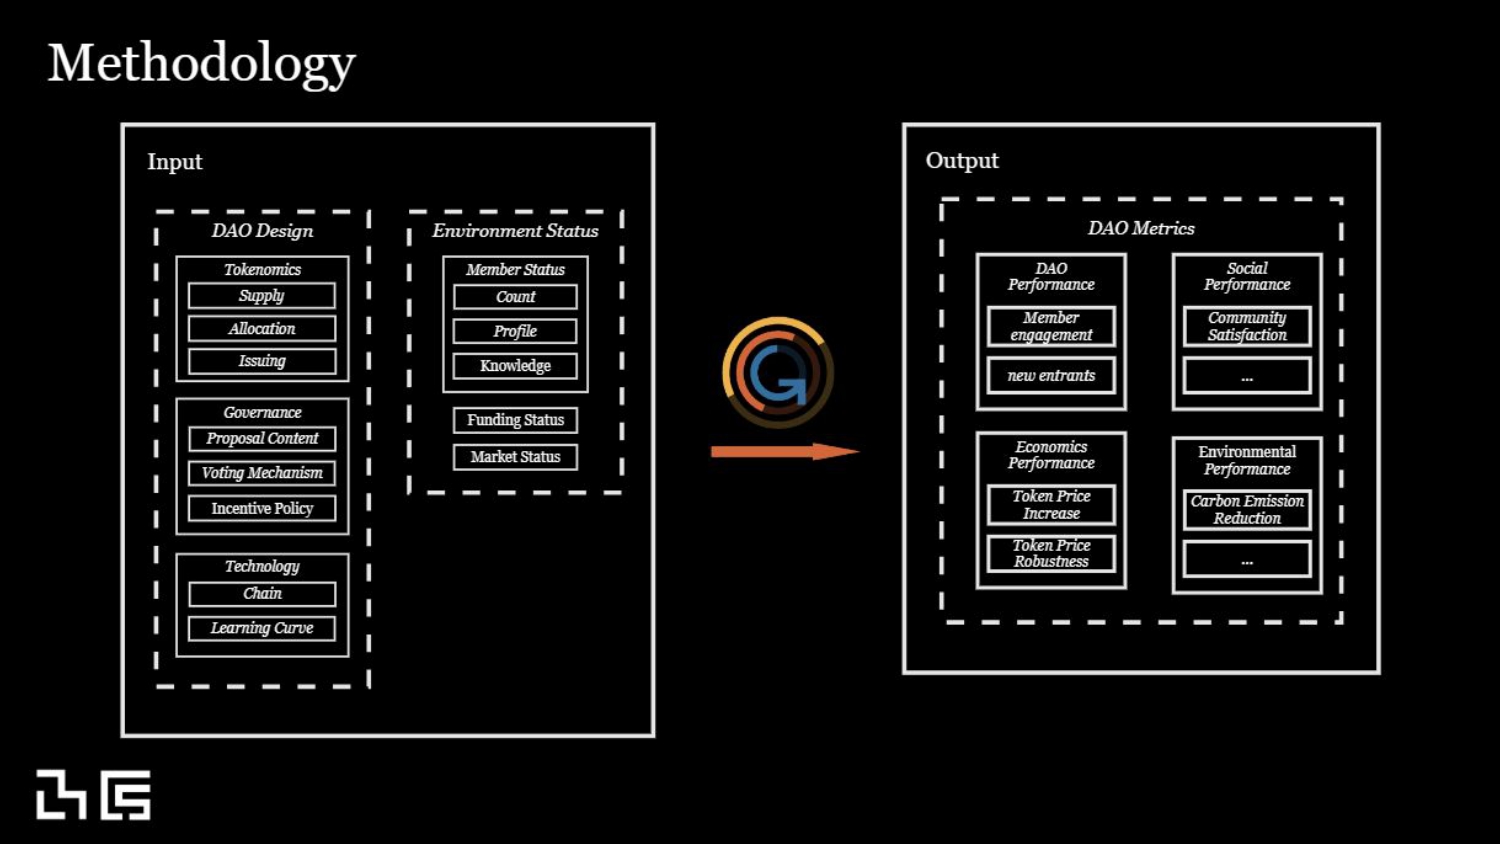 Methodology
Input
DAO Design
Tokenomics
Supply
Allocation
Issuing
Governance
Proposal Content
Voting Mechanism
Incentive Policy
Technology
Chain
Learning Curve
Environment Status
Member Status
Count
Profile
Knowledge
Funding Status
Market Status
Output
DAO Metrics
DAO
Performance
Member
engagement
new entrants
Social
Performance
Community
Satisfaction
...
Economics
Performance
Token Price
Increase
Token Price
Robustness
Environmental
Performance
Carbon Emission
Reduction
...